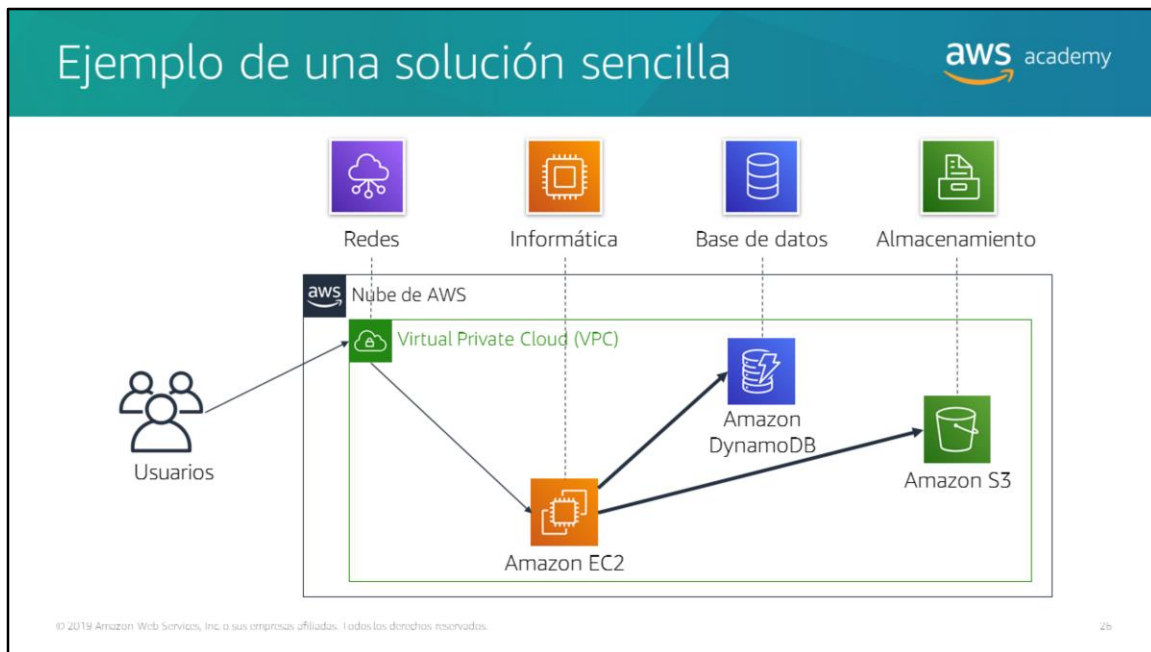 Ejemplo de una solución sencilla
aws academy
Redes
Informática
Base de datos
Almacenamiento
aws
Nube de AWS
Virtual Private Cloud (VPC)
Usuarios
Amazon
DynamoDB
Amazon S3
Amazon EC2
© 2019 Amazon Web Services, Inc. o sus empresas afiliadas. Todos los derechos reservados.
26